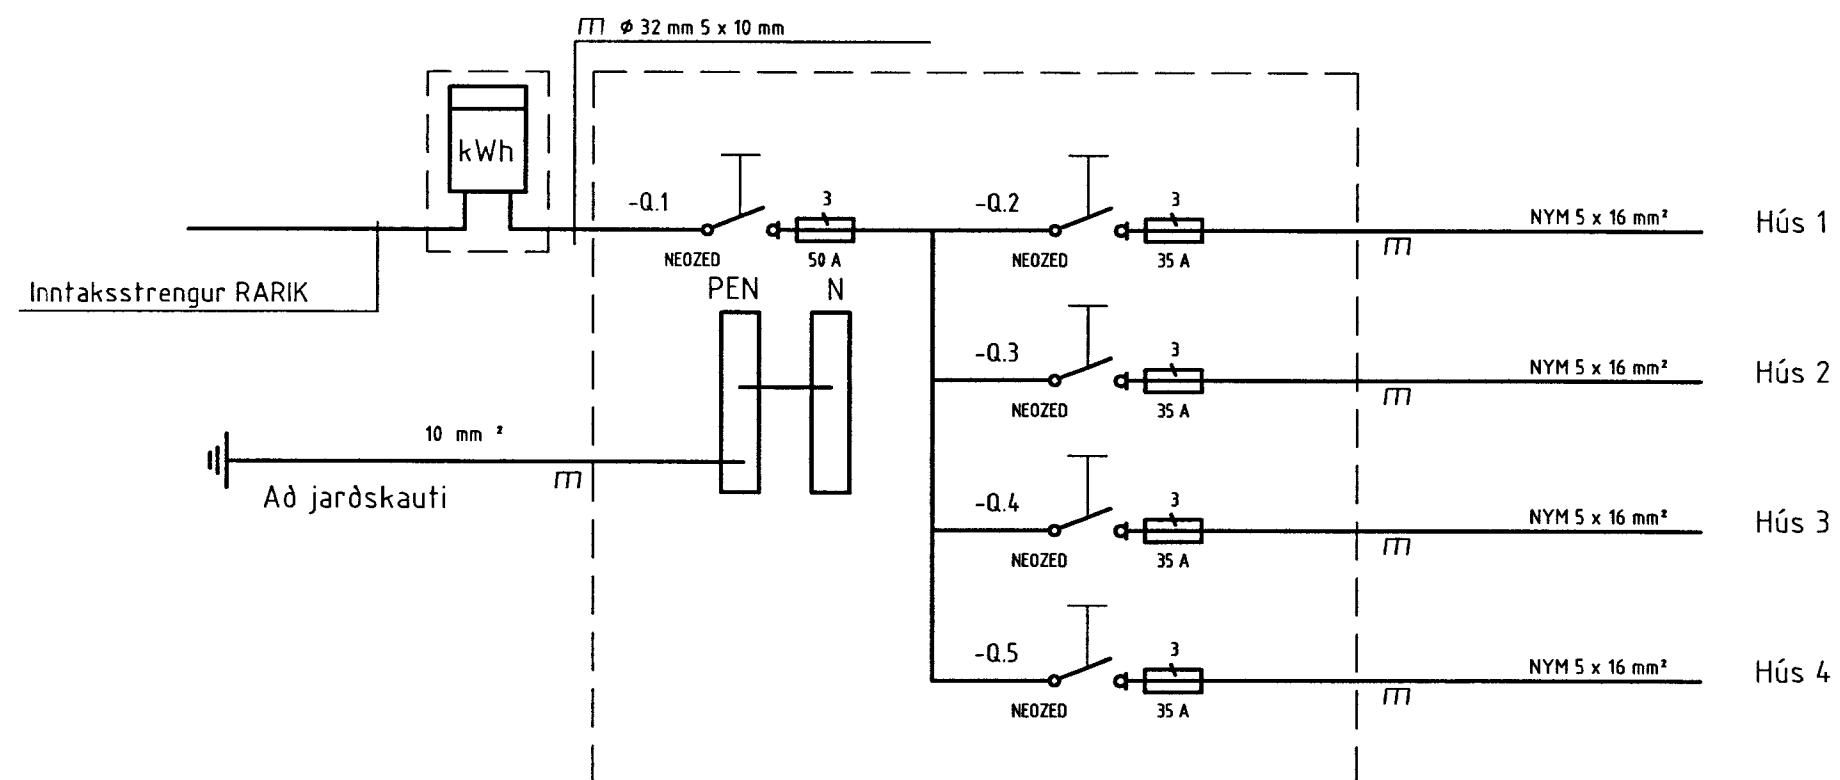 ø 32 mm 5 x 10 mm
kWh
-Q.1
3
NEOZED
50 A
Inntaksstrengur RARIK
PEN
N
10 mm ²
Að jarðskauti
-Q.2
3
NEOZED
35 A
NYM 5 x 16 mm²
Hús 1
-Q.3
3
NEOZED
35 A
NYM 5 x 16 mm²
Hús 2
-Q.4
3
NEOZED
35 A
NYM 5 x 16 mm²
Hús 3
-Q.5
3
NEOZED
35 A
NYM 5 x 16 mm²
Hús 4